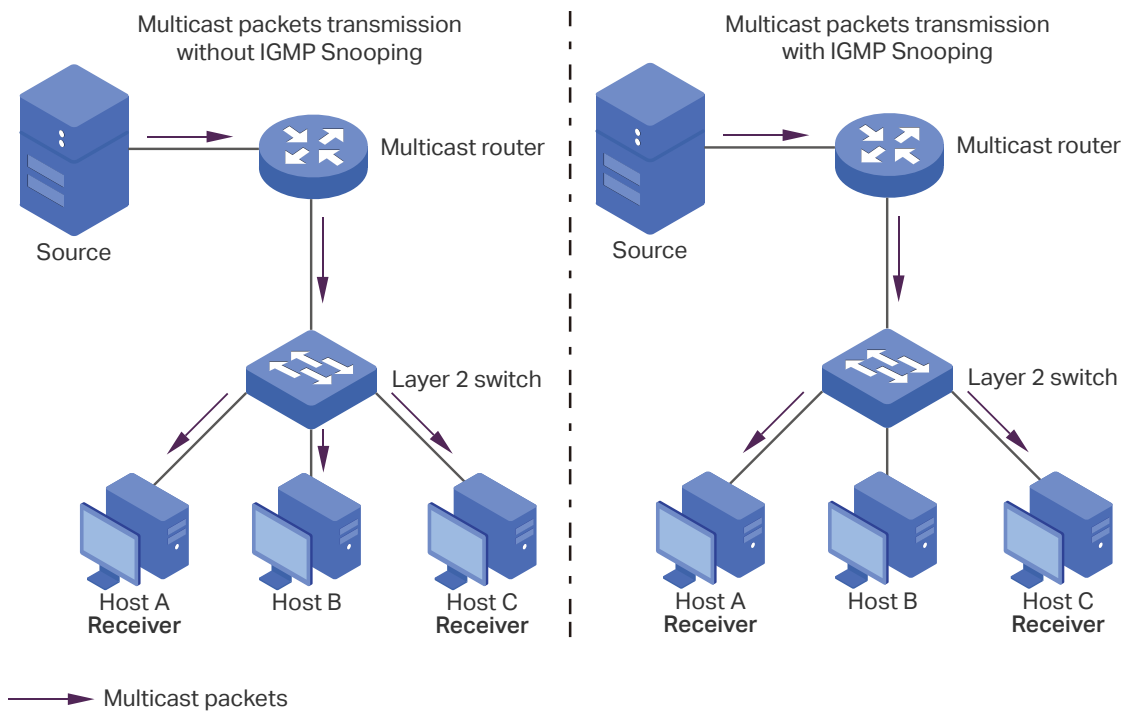 Multicast packets transmission
without IGMP Snooping
Multicast router
Source
Layer 2 switch
Host A
Receiver
Host B
Host C
Receiver
Multicast packets transmission
with IGMP Snooping
Multicast router
Source
Layer 2 switch
Host A
Receiver
Host B
Host C
Receiver
Multicast packets